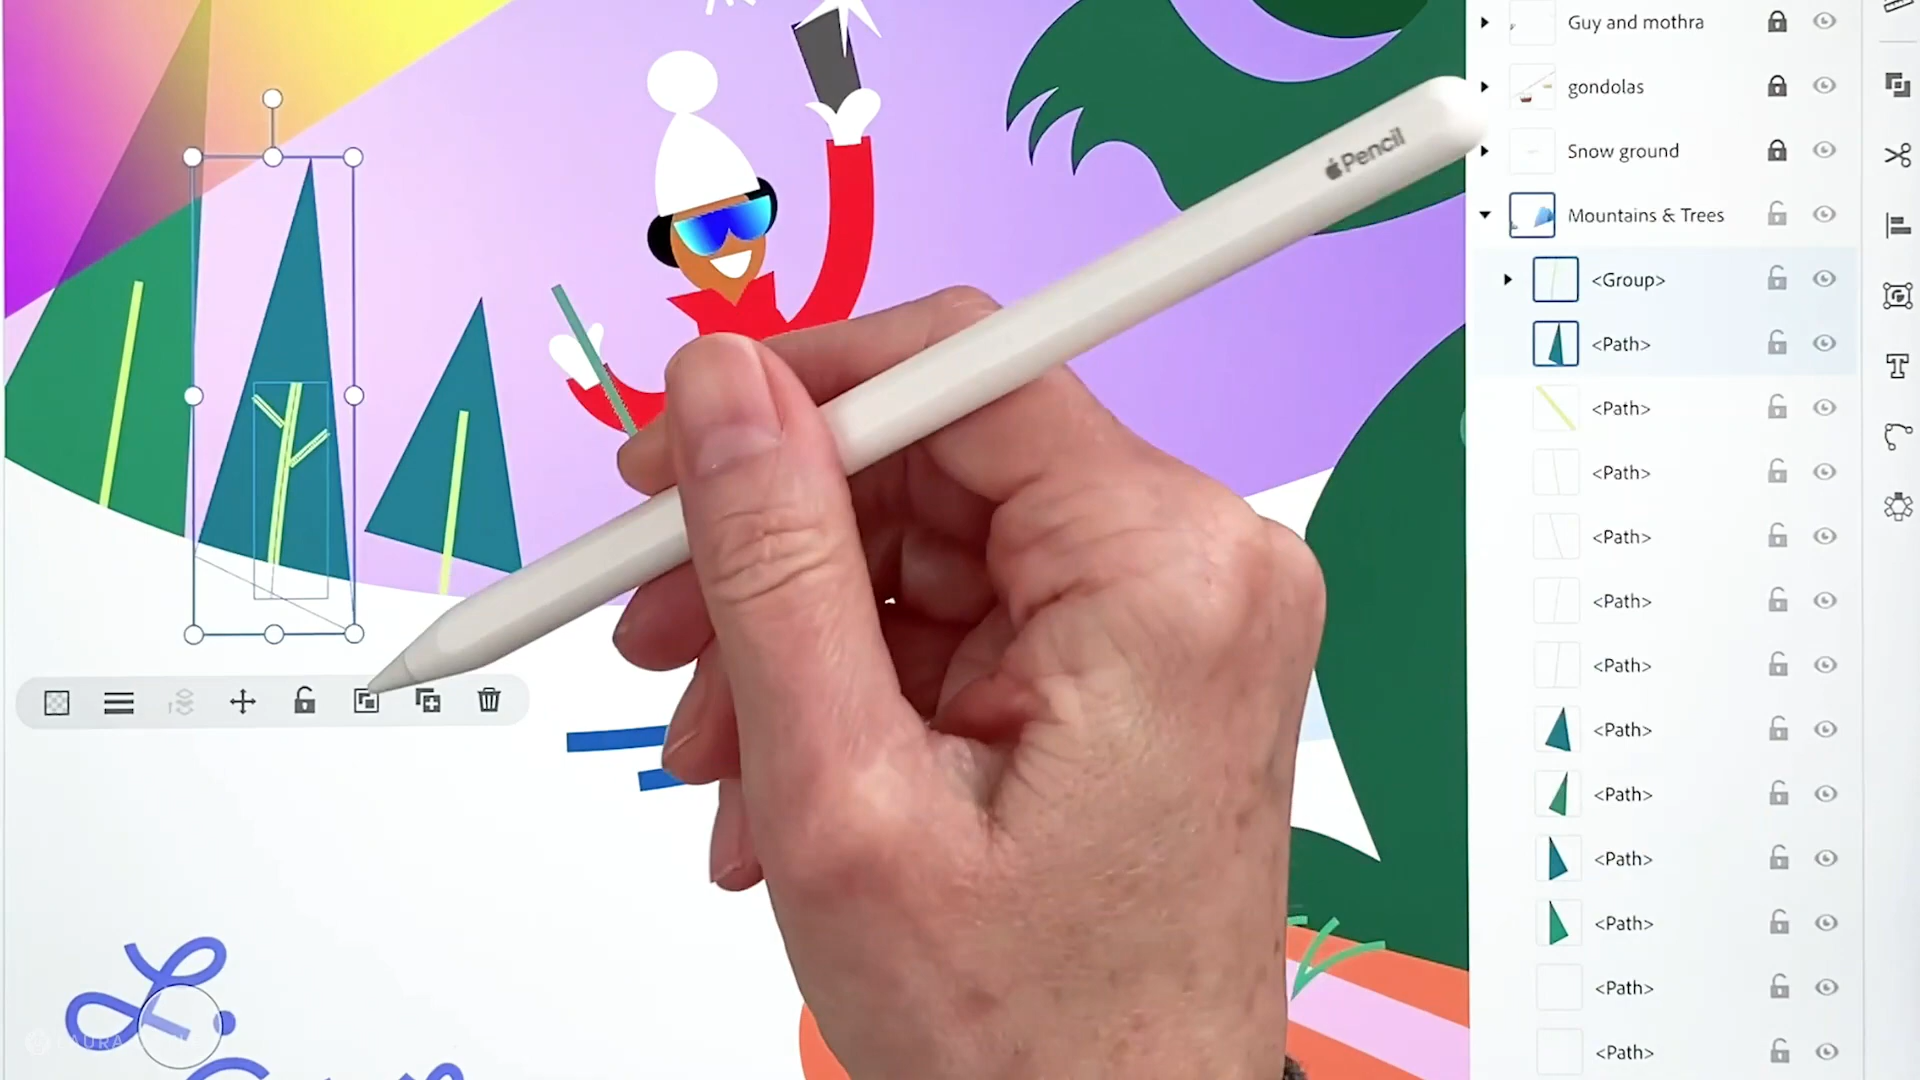 Guy and mothra
gondolas
Snow ground
Mountains & Trees
<Group>
<Path>
<Path>
<Path>
<Path>
<Path>
<Path>
<Path>
<Path>
<Path>
<Path>
<Path>
<Path>
Pencil
L.